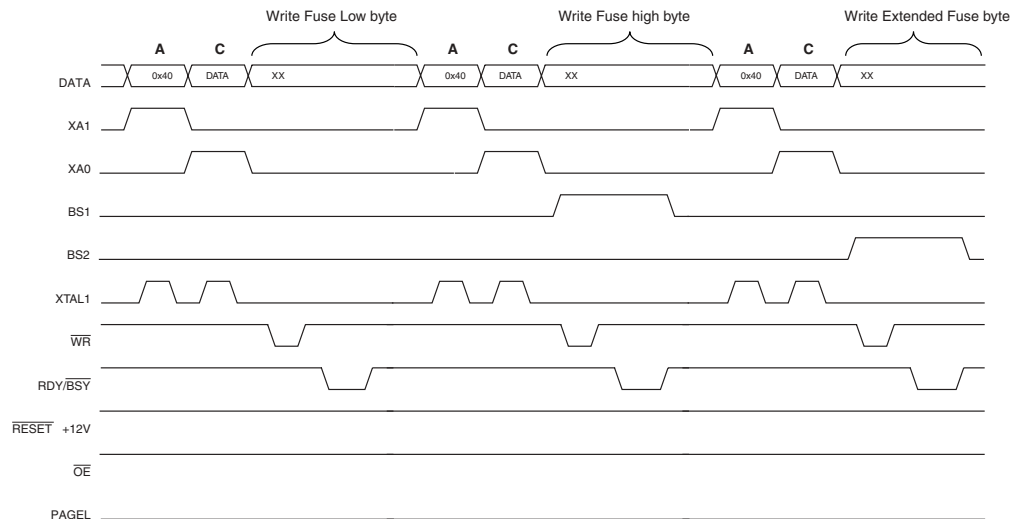 Write Fuse Low byte Write Fuse high byte Write Extended Fuse byte
A C A C A C
DATA 0x40 DATA XX 0x40 DATA XX 0x40 DATA XX
XA1
XA0
BS1
BS2
XTAL1
WR
RDY/BSY
RESET +12V
OE
PAGEL